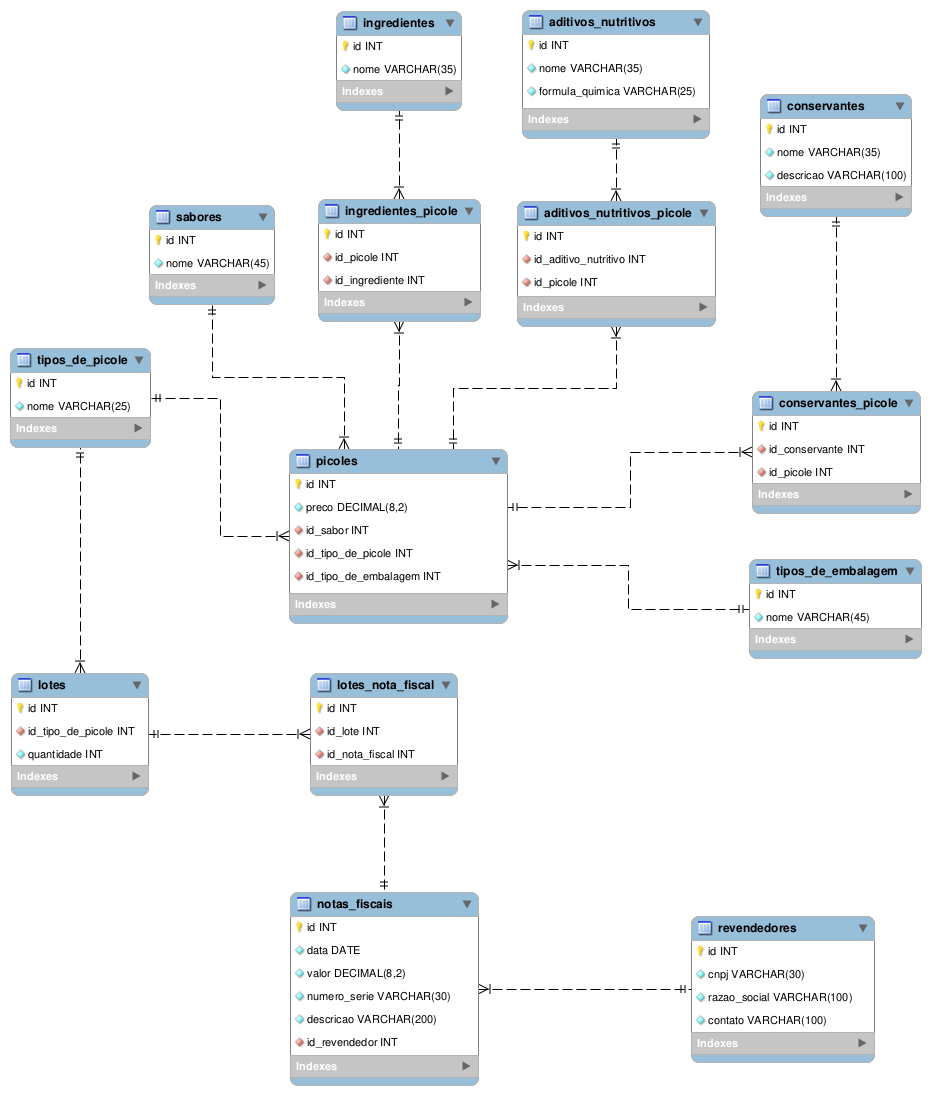 ingredientes
id INT
nome VARCHAR(35)
Indexes
aditivos_nutritivos
id INT
nome VARCHAR(35)
formula_quimica VARCHAR(25)
Indexes
conservantes
id INT
nome VARCHAR(35)
descricao VARCHAR(100)
Indexes
sabores
id INT
nome VARCHAR(45)
Indexes
ingredientes_picole
id INT
id_picole INT
id_ingrediente INT
Indexes
aditivos_nutritivos_picole
id INT
id_aditivo_nutritivo INT
id_picole INT
Indexes
tipos_de_picole
id INT
nome VARCHAR(25)
Indexes
conservantes_picole
id INT
id_conservante INT
id_picole INT
Indexes
picoles
id INT
preco DECIMAL(8,2)
id_sabor INT
id_tipo_de_picole INT
id_tipo_de_embalagem INT
Indexes
tipos_de_embalagem
id INT
nome VARCHAR(45)
Indexes
lotes
id INT
id_tipo_de_picole INT
quantidade INT
Indexes
lotes_nota_fiscal
id INT
id_lote INT
id_nota_fiscal INT
Indexes
notas_fiscais
id INT
data DATE
valor DECIMAL(8,2)
numero_serie VARCHAR(30)
descricao VARCHAR(200)
id_revendedor INT
Indexes
revendedores
id INT
cnpj VARCHAR(30)
razao_social VARCHAR(100)
contato VARCHAR(100)
Indexes